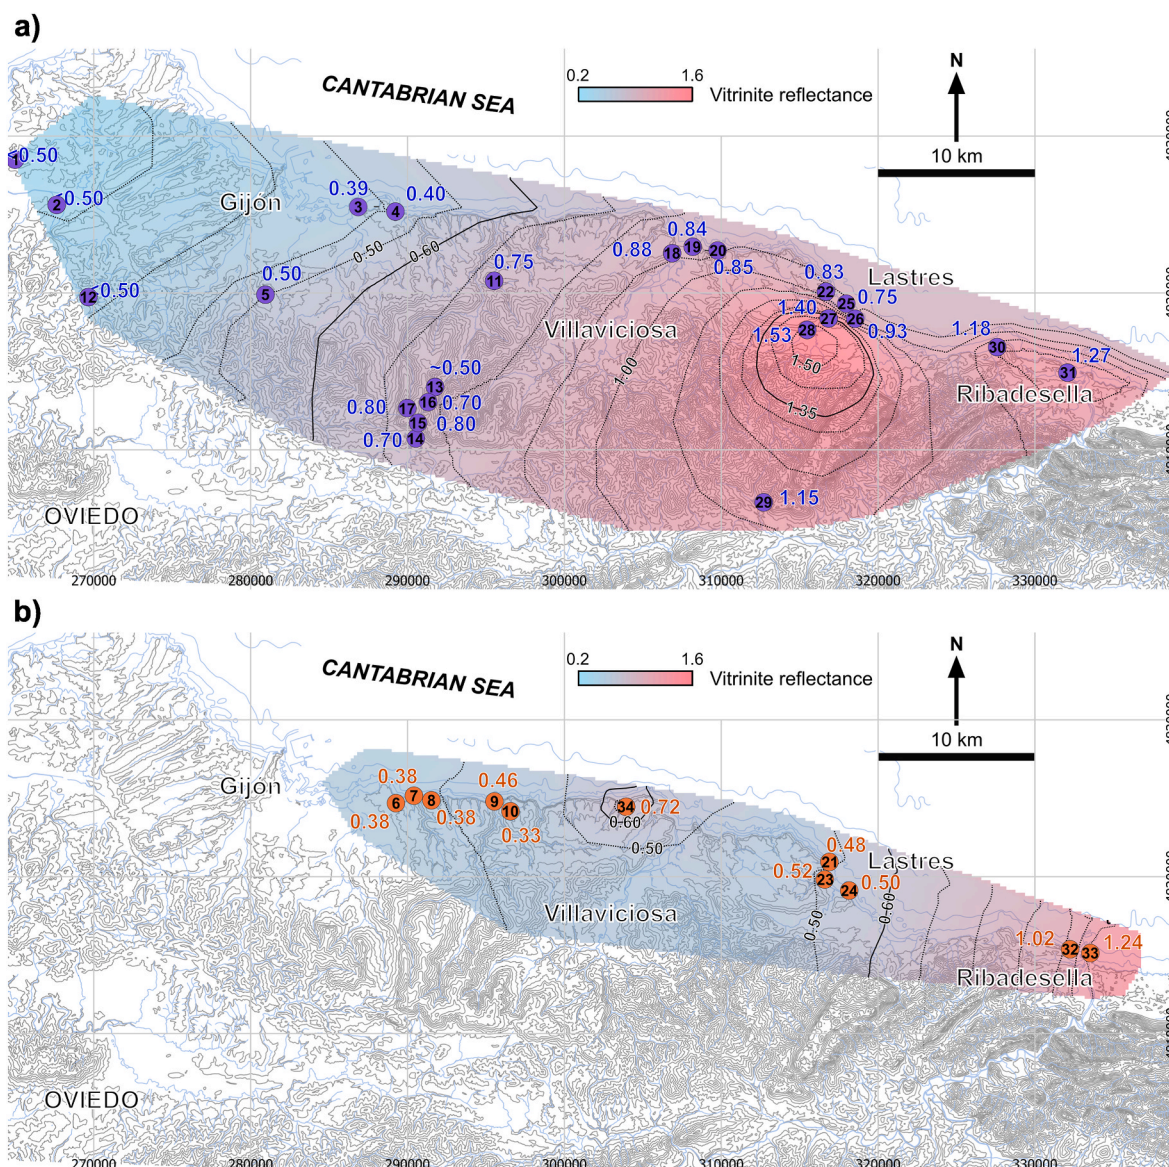 a)
CANTABRIAN SEA
0.2 1.6
Vitrinite reflectance
N
10 km
1 <0.50
2 <0.50
Gijón
0.39
3
0.40
4
0.50
0.60
0.50
5
12 <0.50
0.75
11
0.84
0.88 18 19 20
0.85
Lastres
0.83
22
25 0.75
1.40 27 26
1.53 28 0.93
1.50
1.35
1.00
Villaviciosa
1.18
30
1.27
31
Ribadesella
~0.50
13
0.80 17 16 0.70
15 0.80
0.70 14
29 1.15
OVIEDO
270000 280000 290000 300000 310000 320000 330000
b)
CANTABRIAN SEA
0.2 1.6
Vitrinite reflectance
N
10 km
Gijón
0.38
6 7 8
0.38 0.38
0.46
9 10
0.33
34 0.72
0.60
0.50
0.48
21
Lastres
0.52 23
24 0.50
0.50
0.60
Villaviciosa
1.02 32 33 1.24
Ribadesella
OVIEDO
270000 280000 290000 300000 310000 320000 330000